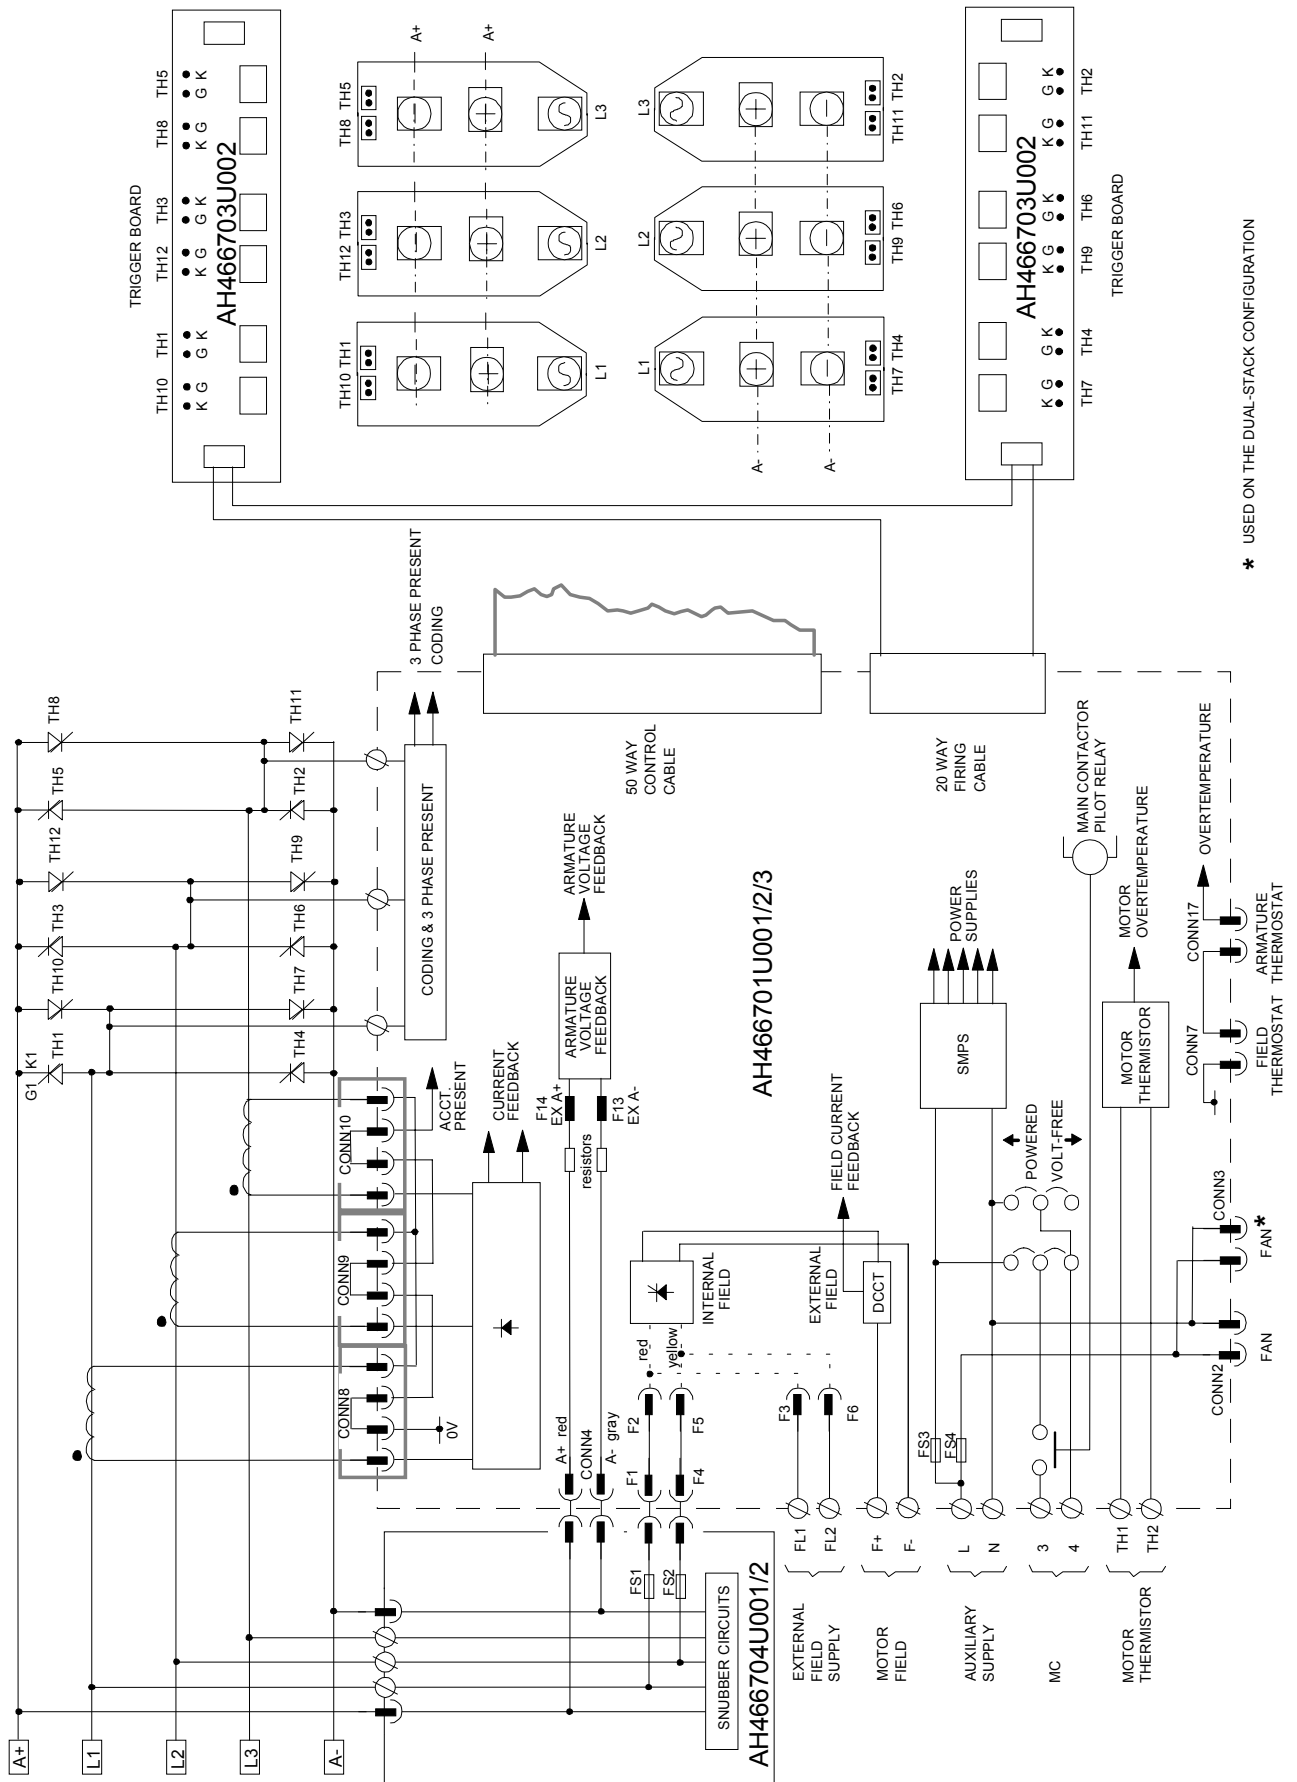 TRIGGER BOARD
TH10
TH1
TH12
TH3
TH8
TH5
K G
G K
K G
G K
K G
G K
AH466703U002
TH10 TH1
TH12 TH3
TH8 TH5
A+
A+
L1
L2
L3
L1
L2
L3
A-
A-
TH7 TH4
TH9 TH6
TH11 TH2
AH466703U002
K G
G K
K G
G K
K G
G K
TH7
TH4
TH9
TH6
TH11
TH2
TRIGGER BOARD
* USED ON THE DUAL-STACK CONFIGURATION
A+
L1
L2
L3
A-
G1 K1
TH1
TH10
TH3
TH12
TH5
TH8
TH4
TH7
TH6
TH9
TH2
TH11
CONN8
CONN9
CONN10
0V
ACCT.
PRESENT
CURRENT
FEEDBACK
CODING & 3 PHASE PRESENT
3 PHASE PRESENT
CODING
50 WAY
CONTROL
CABLE
20 WAY
FIRING
CABLE
A+ red
CONN4
A- gray
resistors
F14
EX A+
F13
EX A-
ARMATURE
VOLTAGE
FEEDBACK
ARMATURE
VOLTAGE
FEEDBACK
AH466701U001/2/3
FS1
FS2
F1
F4
F2
F5
red
yellow
F3
F6
INTERNAL
FIELD
EXTERNAL
FIELD
DCCT
FIELD CURRENT
FEEDBACK
SNUBBER CIRCUITS
AH466704U001/2
FL1
FL2
EXTERNAL
FIELD
SUPPLY
F+
F-
MOTOR
FIELD
L
N
AUXILIARY
SUPPLY
3
4
MC
TH1
TH2
MOTOR
THERMISTOR
FS3
FS4
SMPS
POWER
SUPPLIES
POWERED
VOLT-FREE
MAIN CONTACTOR
PILOT RELAY
MOTOR
THERMISTOR
MOTOR
OVERTEMPERATURE
OVERTEMPERATURE
CONN2
FAN
CONN3
FAN*
CONN7
FIELD
THERMOSTAT
CONN17
ARMATURE
THERMOSTAT